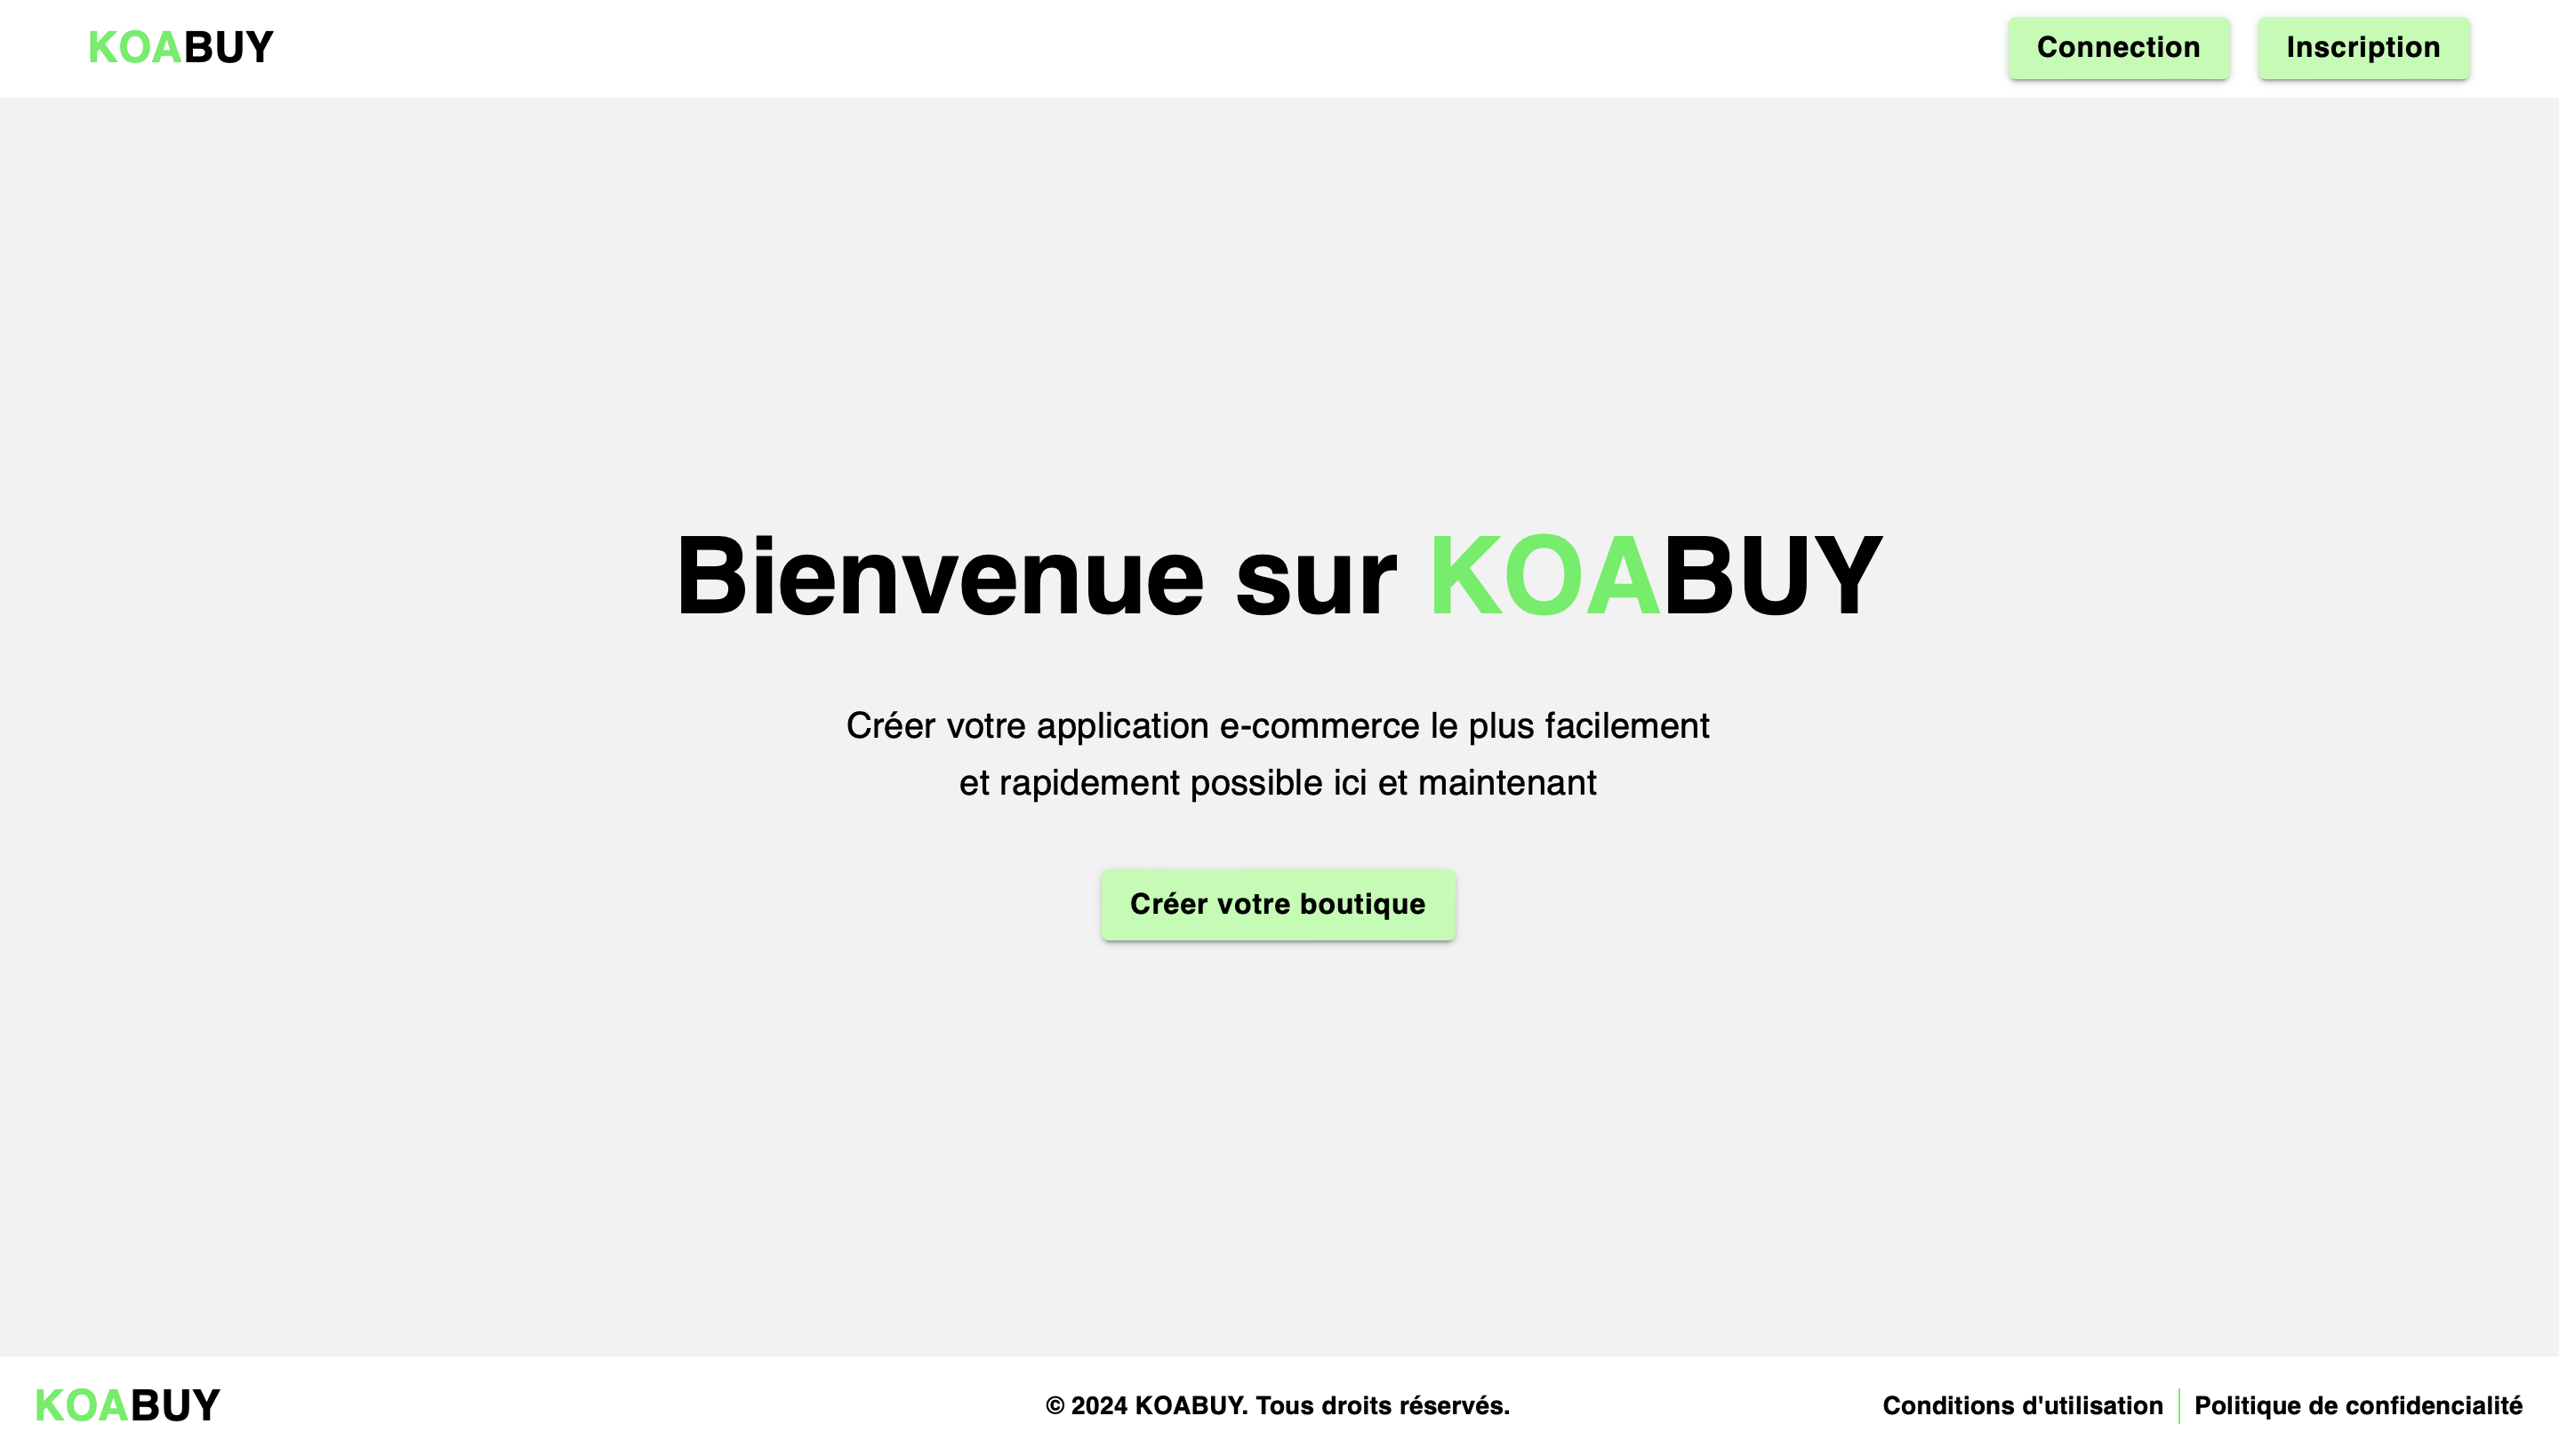 KOABUY
Connection
Inscription
Bienvenue sur KOABUY
Créer votre application e-commerce le plus facilement
et rapidement possible ici et maintenant
Créer votre boutique
KOABUY
© 2024 KOABUY. Tous droits réservés.
Conditions d'utilisation
Politique de confidencialité